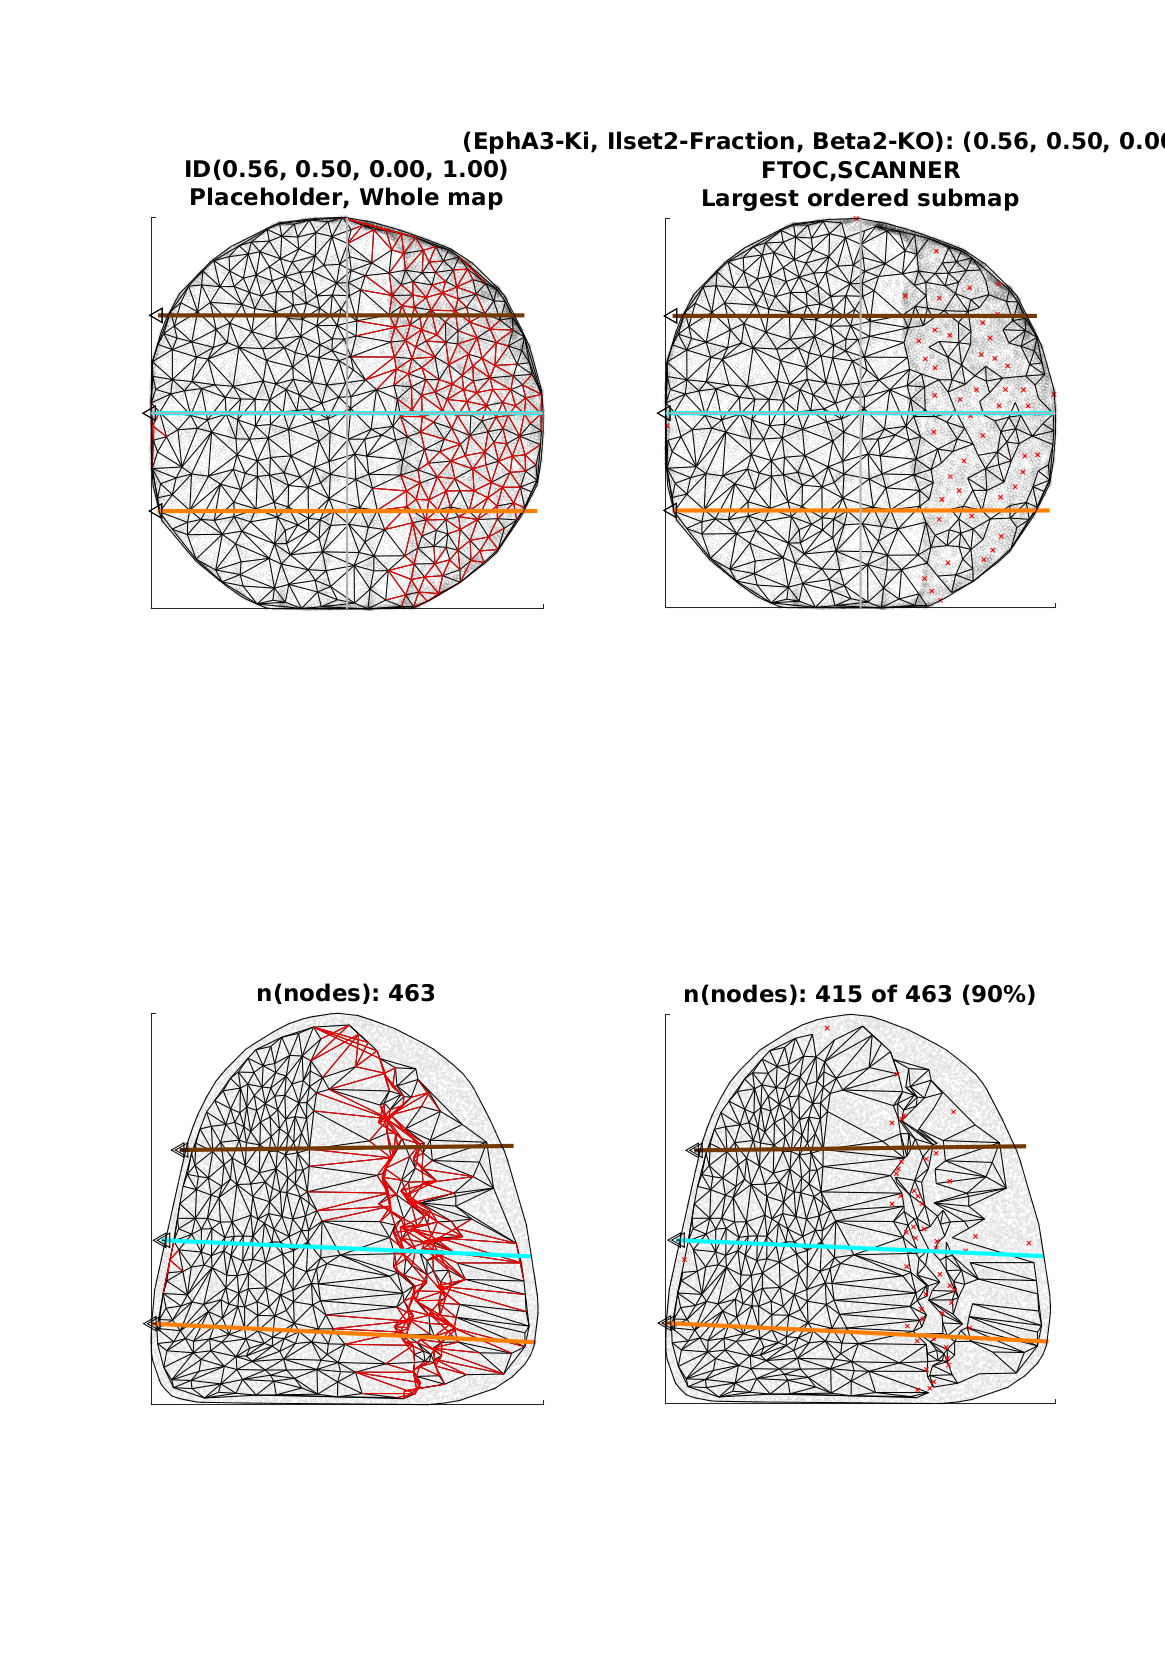 (EphA3-Ki, Ilset2-Fraction, Beta2-KO): (0.56, 0.50, 0.00
ID(0.56, 0.50, 0.00, 1.00)
Placeholder, Whole map
FTOC,SCANNER
Largest ordered submap
n(nodes): 463
n(nodes): 415 of 463 (90%)